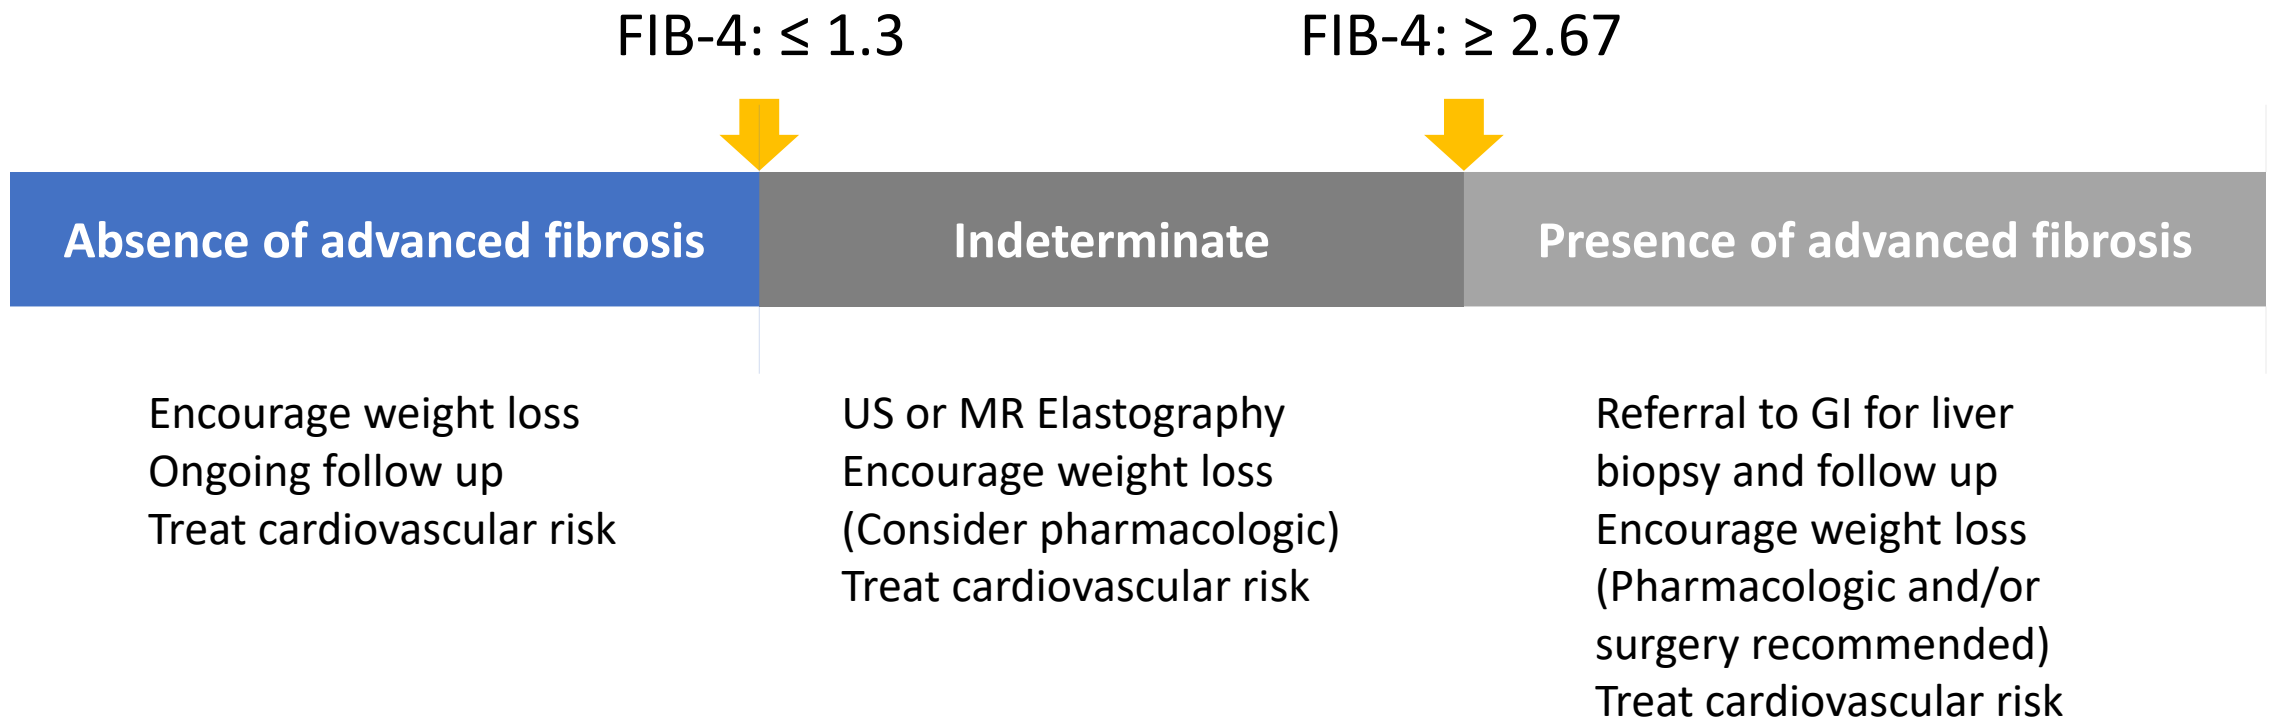 FIB-4: ≤ 1.3
FIB-4: ≥ 2.67
Absence of advanced fibrosis
Indeterminate
Presence of advanced fibrosis
Encourage weight loss
Ongoing follow up
Treat cardiovascular risk
US or MR Elastography
Encourage weight loss
(Consider pharmacologic)
Treat cardiovascular risk
Referral to GI for liver
biopsy and follow up
Encourage weight loss
(Pharmacologic and/or
surgery recommended)
Treat cardiovascular risk